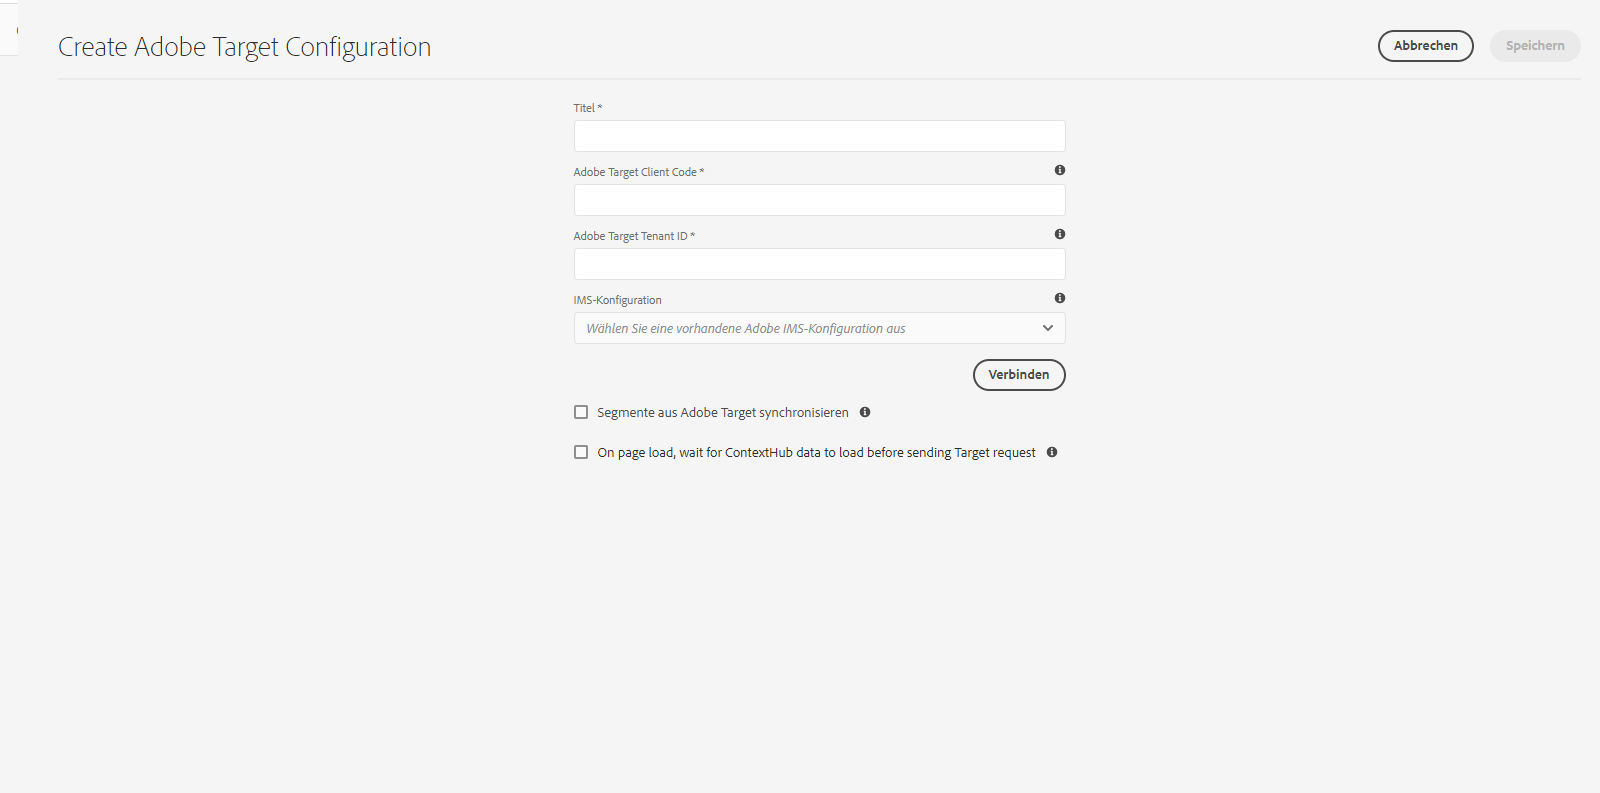 Create Adobe Target Configuration
Abbrechen
Speichern
Titel *
Adobe Target Client Code *
Adobe Target Tenant ID *
IMS-Konfiguration
Wählen Sie eine vorhandene Adobe IMS-Konfiguration aus
Verbinden
Segmente aus Adobe Target synchronisieren
On page load, wait for ContextHub data to load before sending Target request